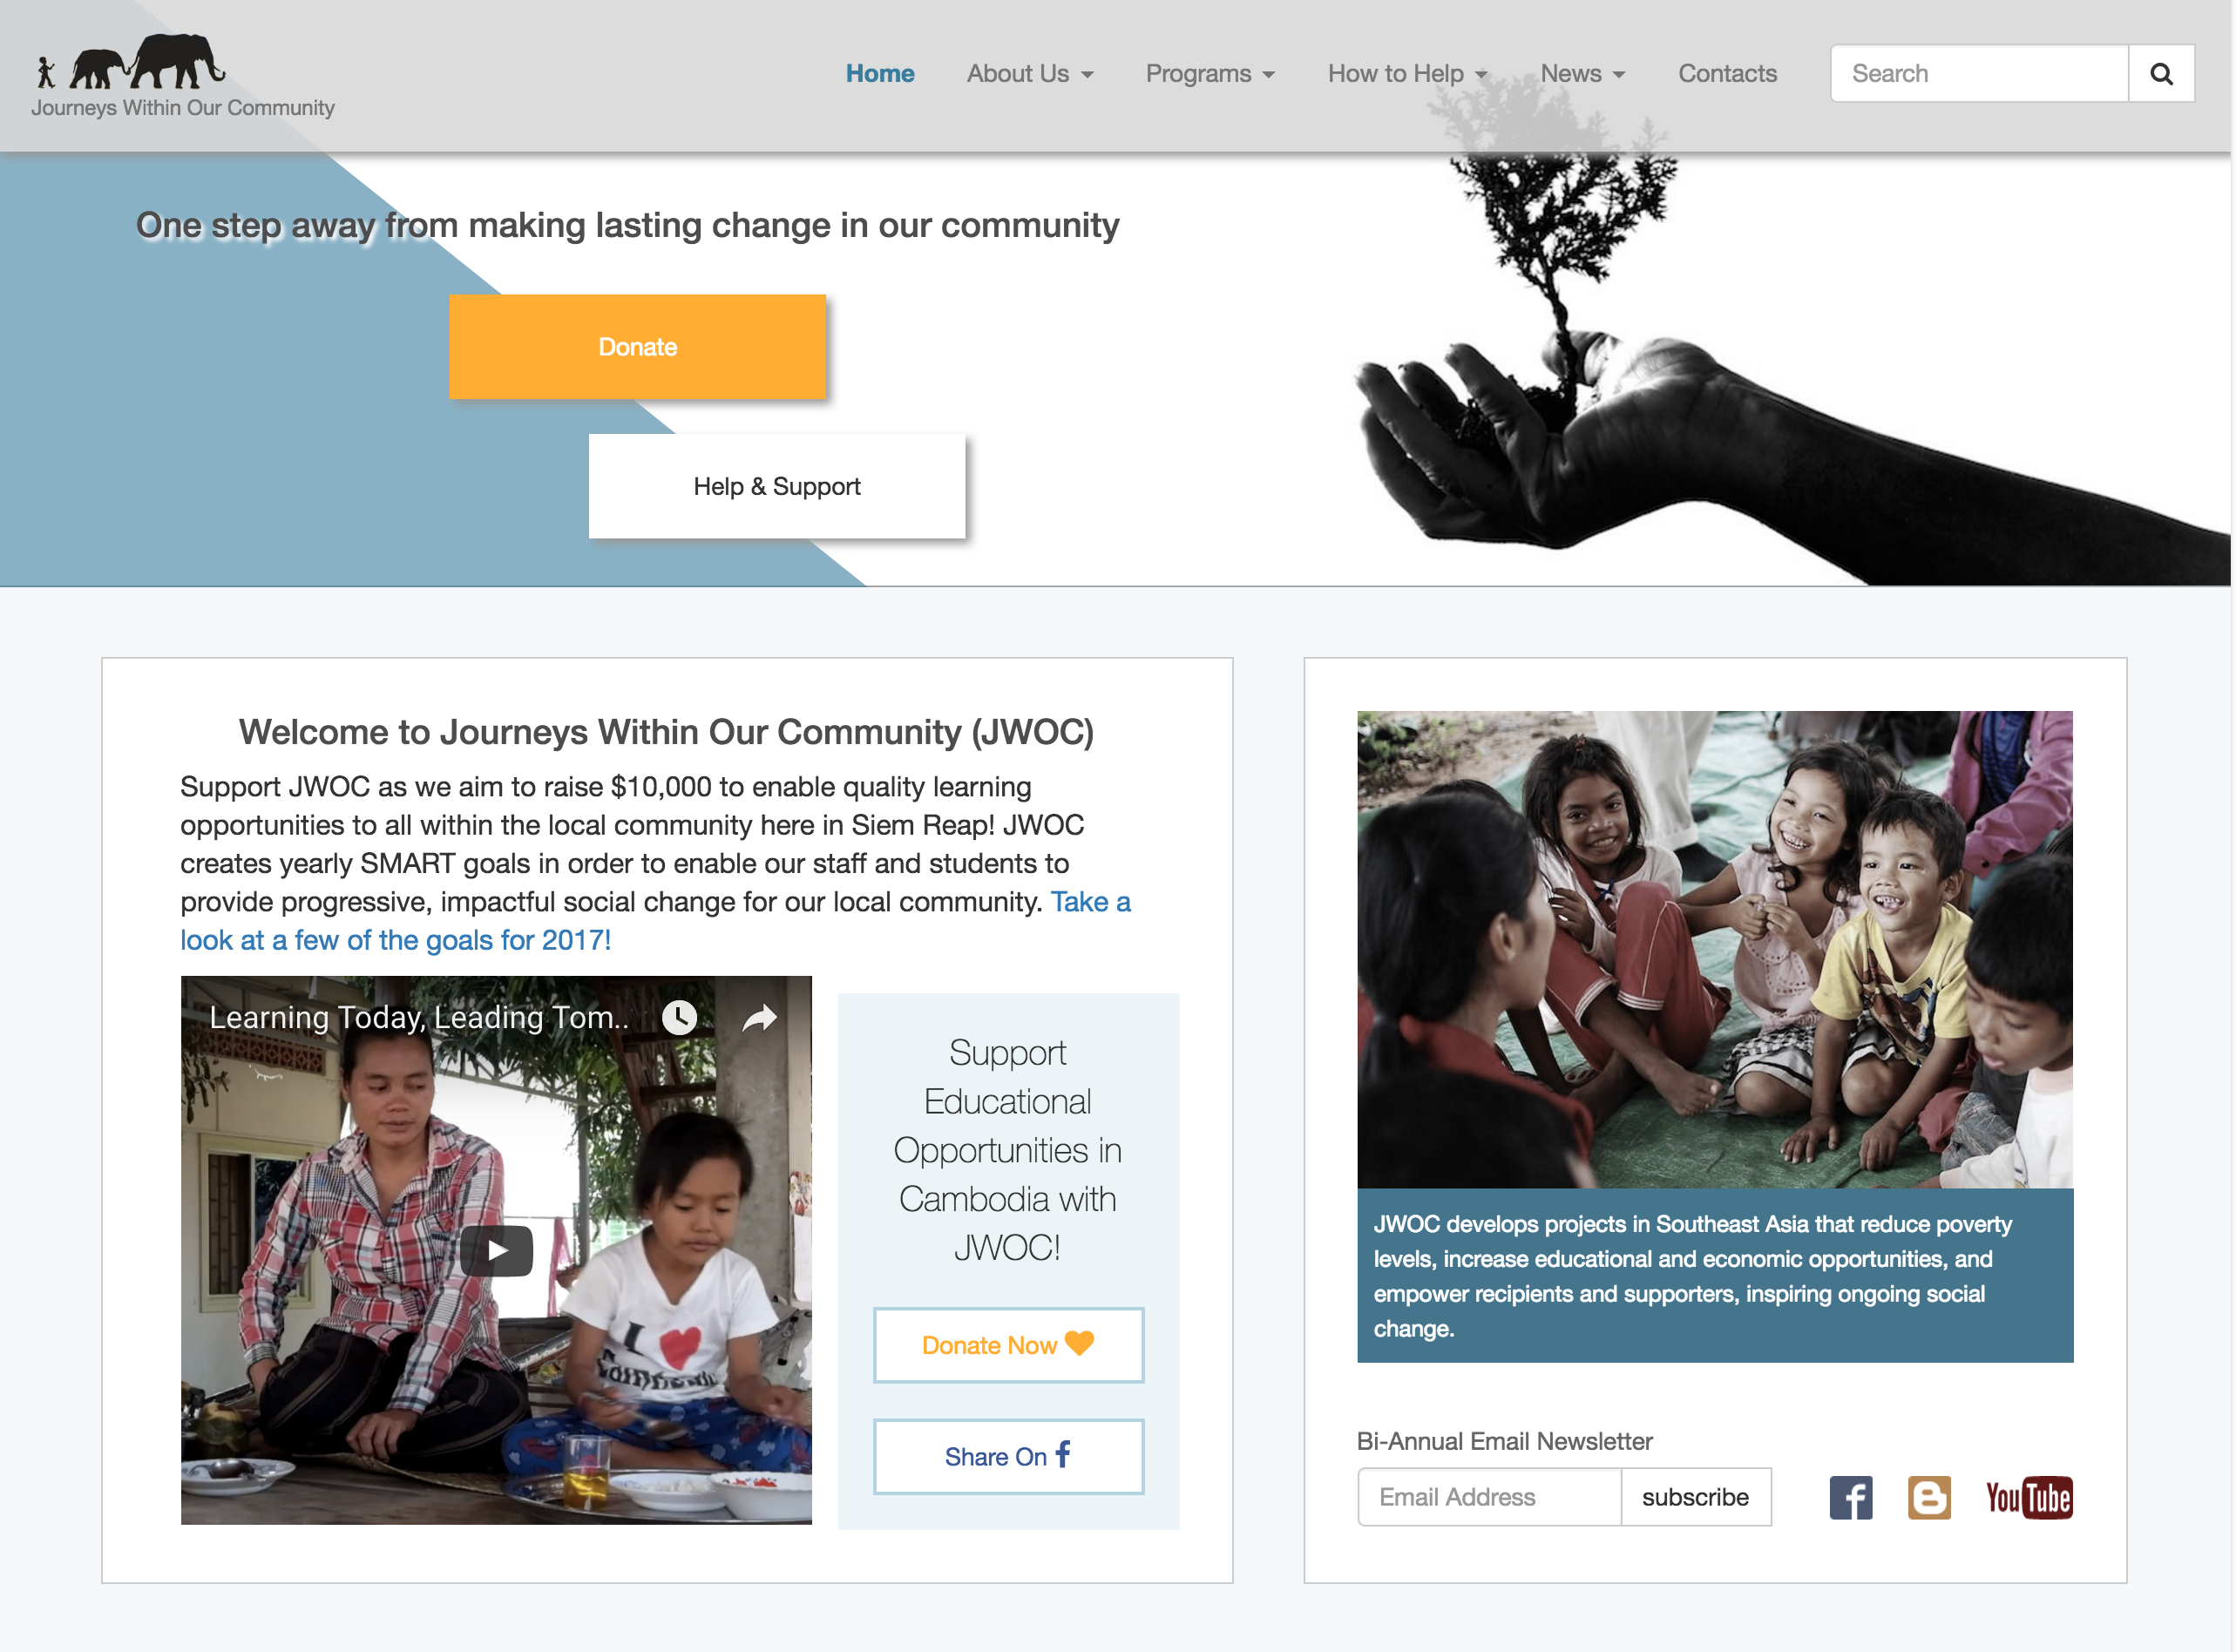 Journeys Within Our Community
Home
About Us
Programs
How to Help
News
Contacts
Search
One step away from making lasting change in our community
Donate
Help & Support
Welcome to Journeys Within Our Community (JWOC)
Support JWOC as we aim to raise $10,000 to enable quality learning
opportunities to all within the local community here in Siem Reap! JWOC
creates yearly SMART goals in order to enable our staff and students to
provide progressive, impactful social change for our local community. Take a
look at a few of the goals for 2017!
Learning Today, Leading Tom..
I
Support
Educational
Opportunities in
Cambodia with
JWOC!
Donate Now
Share On f
JWOC develops projects in Southeast Asia that reduce poverty
levels, increase educational and economic opportunities, and
empower recipients and supporters, inspiring ongoing social
change.
Bi-Annual Email Newsletter
Email Address
subscribe
f
B
YouTube